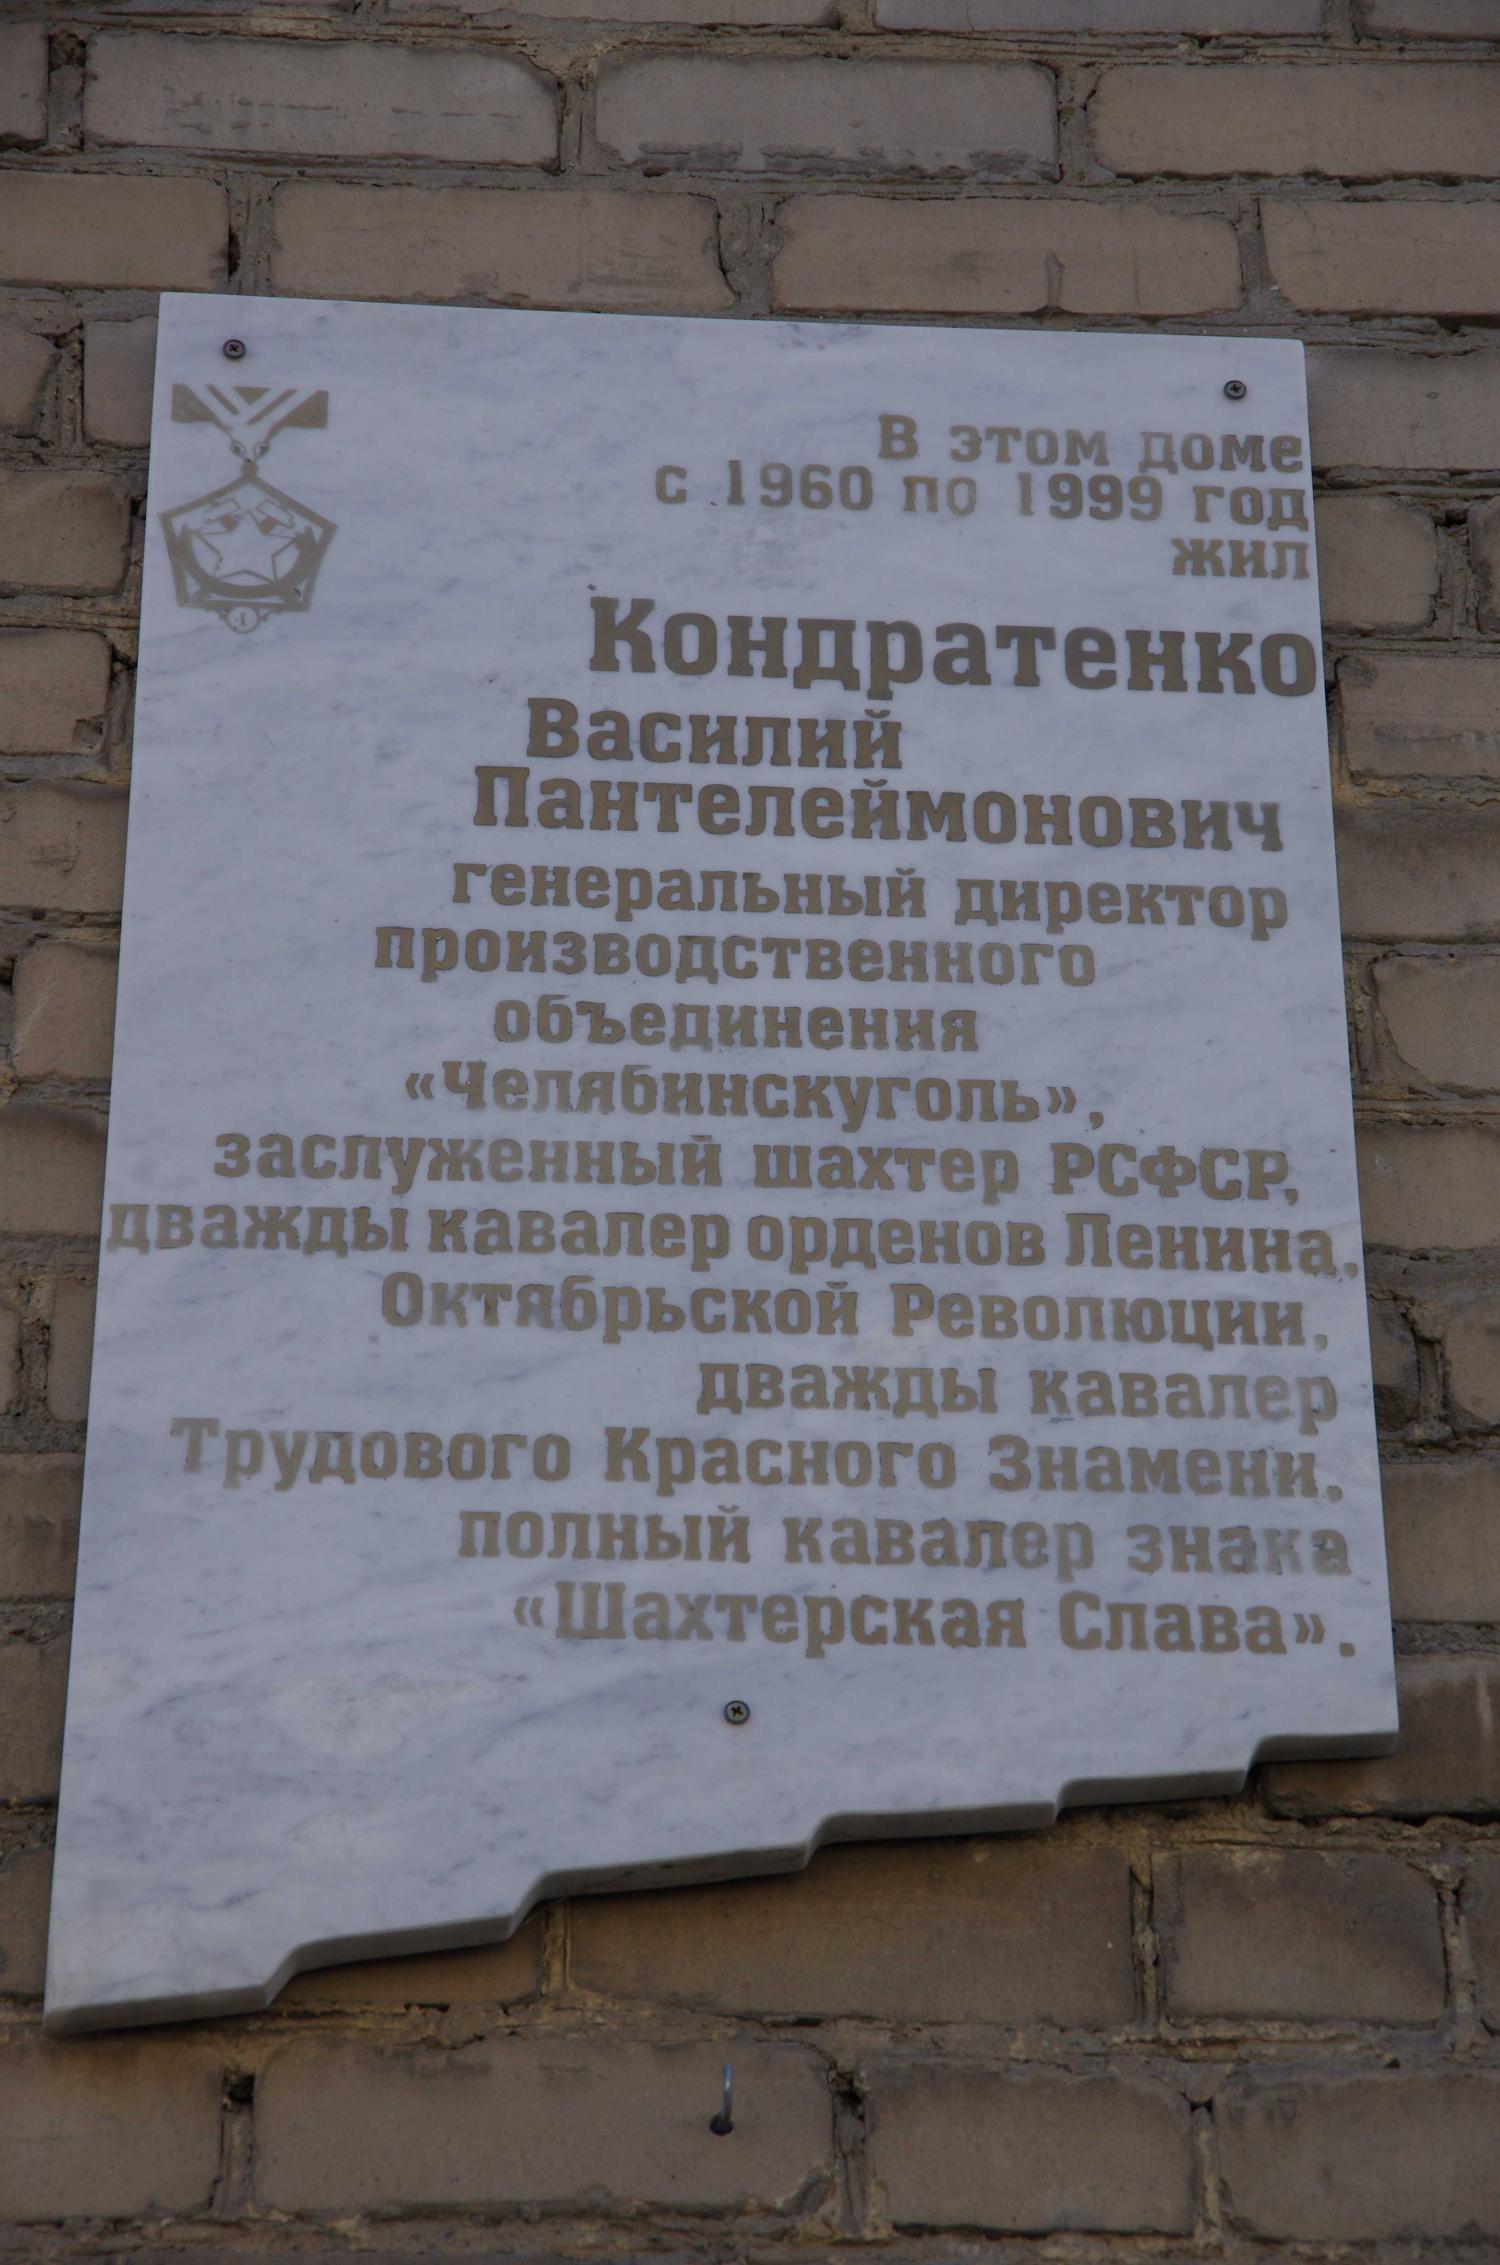 В этом доме
с 1960 по 1999 год
жил
Кондратенко
Василий
Пантелеймонович
генеральный директор
производственного
объединения
«Челябинскуголь»,
заслуженный шахтер РСФСР,
дважды кавалер орденов Ленина,
Октябрьской Революции,
дважды кавалер
Трудового Красного Знамени,
полный кавалер знака
«Шахтерская Слава».